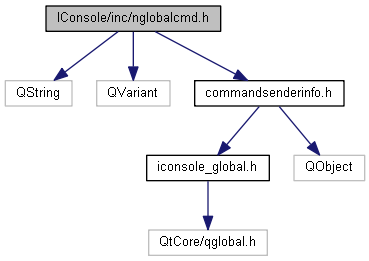 IConsole/inc/nglobalcmd.h
QString
QVariant
commandsenderinfo.h
iconsole_global.h
QObject
QtCore/qglobal.h